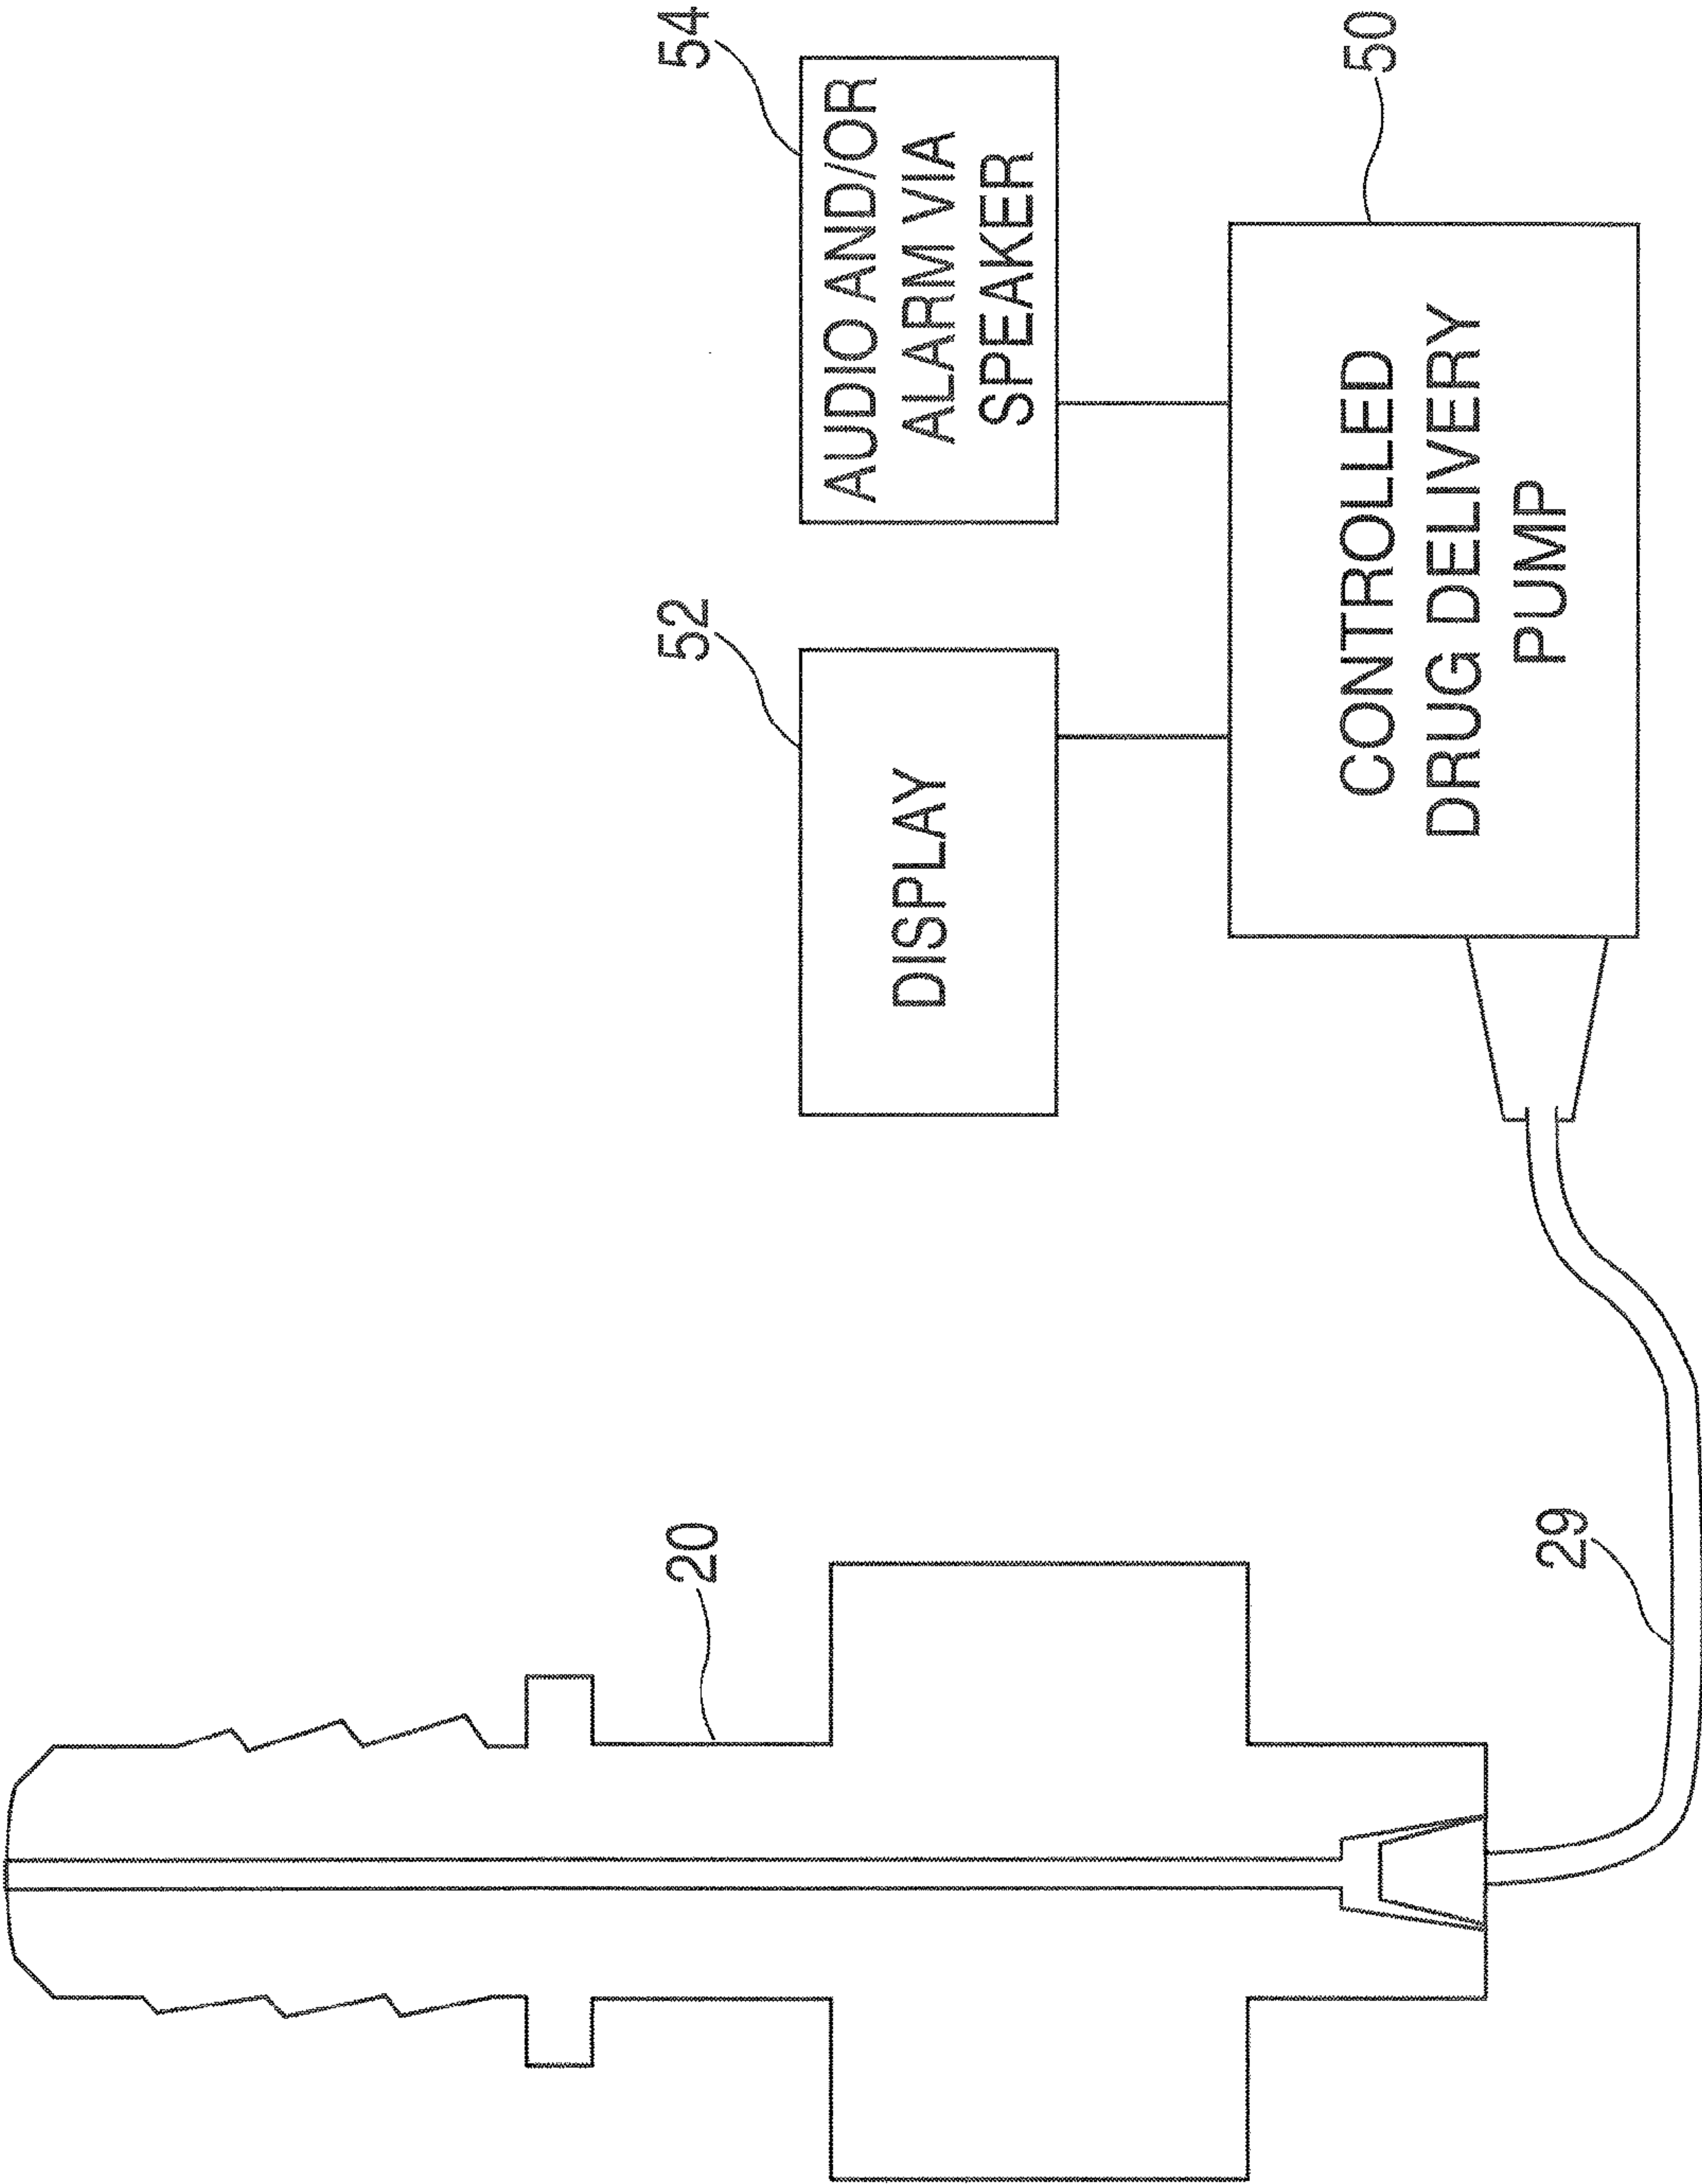 54
AUDIO AND/OR
ALARM VIA
SPEAKER
50
52
DISPLAY
CONTROLLED
DRUG DELIVERY
PUMP
20
29